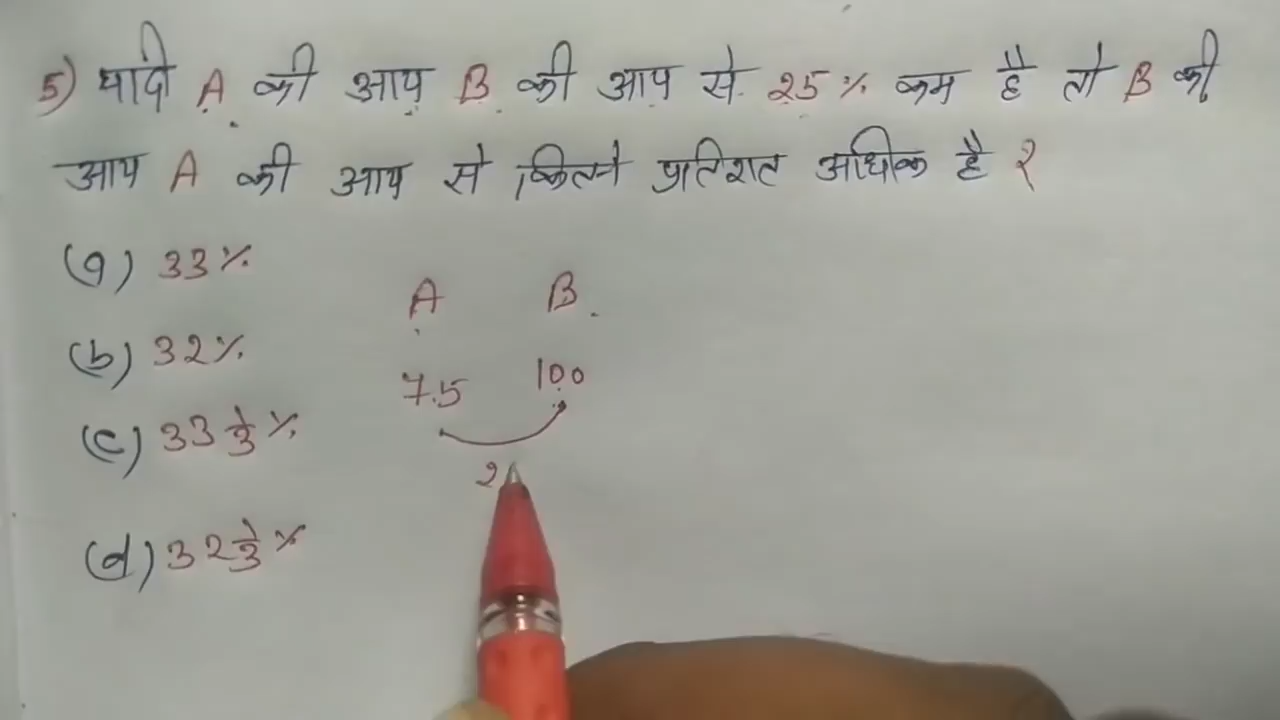 5) यदि A की आय B की आय से 25% कम है तो B की
आय A की आय से कितने प्रतिशत अधिक है ?
(a) 33%
(b) 32%
(c) 33 1/3 %
(d) 32 1/3 %
A B
75 100
2